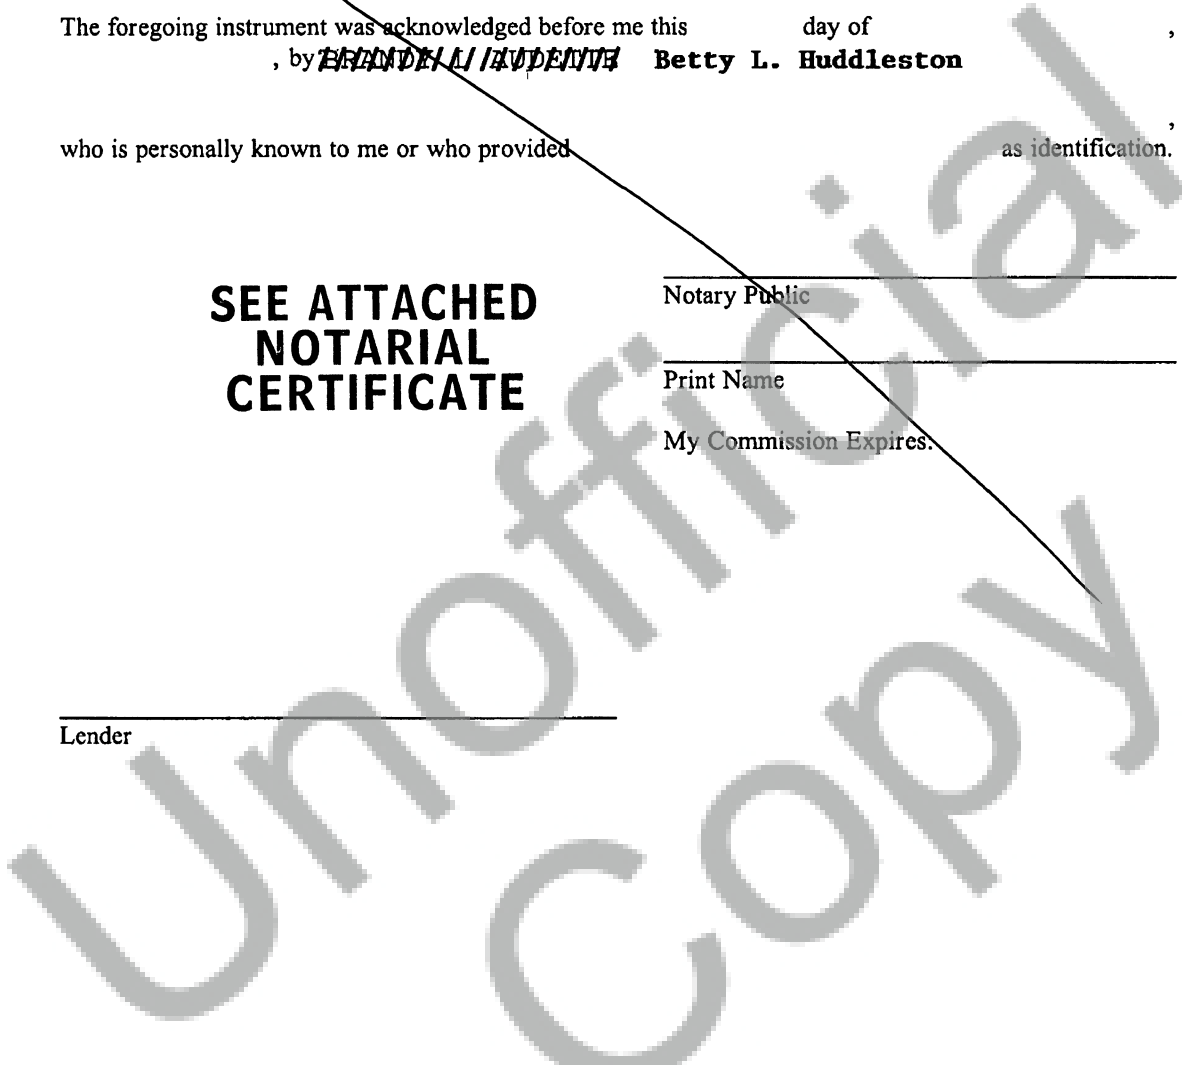 The foregoing instrument was acknowledged before me this day of ,
, by BRANDY L AUDETTE Betty L. Huddleston
,
who is personally known to me or who provided as identification.
SEE ATTACHED
NOTARIAL
CERTIFICATE
Notary Public
Print Name
My Commission Expires:
Lender
Unofficial
Copy